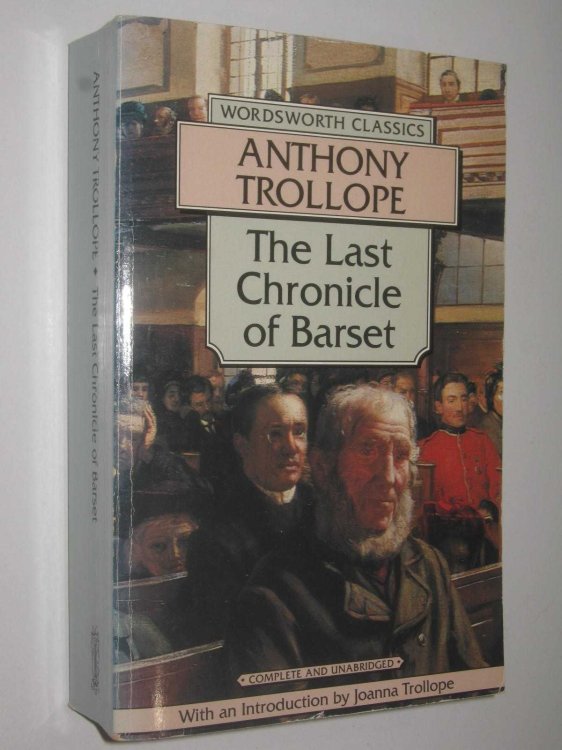 ANTHONY TROLLOPE • The Last Chronicle of Barset
WORDSWORTH CLASSICS
ANTHONY
TROLLOPE
The Last
Chronicle
of Barset
• COMPLETE AND UNABRIDGED •
With an Introduction by Joanna Trollope